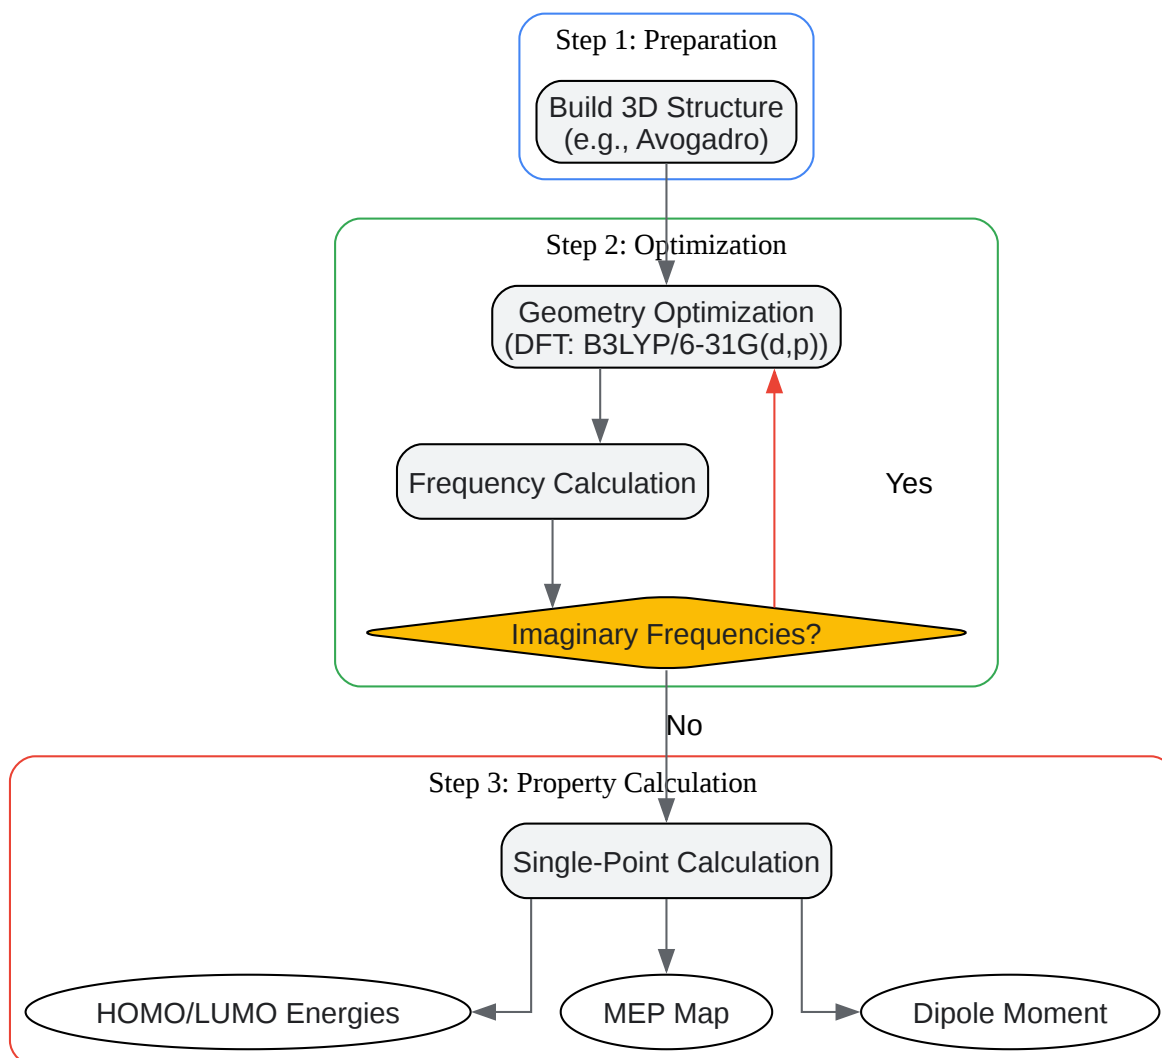 Step 1: Preparation
Build 3D Structure
(e.g., Avogadro)
Step 2: Optimization
Geometry Optimization
(DFT: B3LYP/6-31G(d,p))
Frequency Calculation
Yes
Imaginary Frequencies?
No
Step 3: Property Calculation
Single-Point Calculation
HOMO/LUMO Energies
MEP Map
Dipole Moment